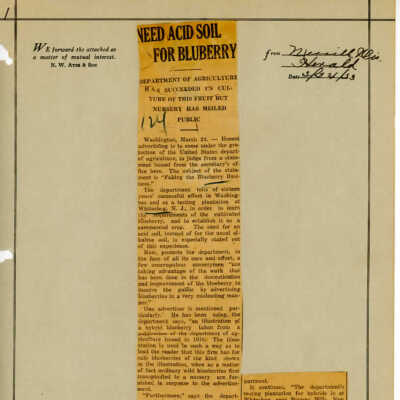 1
WE forward the attached as
a matter of mutual interest.
N. W. Ayer & Son
from Merrill, Wis.
Herald
Date
NEED ACID SOIL
FOR BLUBERRY
DEPARTMENT OF AGRICULTURE
HAS SUCCEEDED IN CUL-
TURE OF THIS FRUIT BUT
NURSERY HAS MISLED
PUBLIC
124
Washington, March 24. — Honest
advertising is to come under the pro-
tection of the United States depart-
of agriculture, to judge from a state-
ment issued from the secretary's of-
fice here. The subject of the state-
ment is "Faking the Blueberry Busi-
ness."
The department tells of sixteen
years' successful effort in Washing-
ton and at a testing plantation at
Whitesbog, N. J., in order to learn
the requirements of the cultivated
blueberry, and to establish it as a
commercial crop. The need for an
acid soil, instead of for the usual al-
kaline soil, is especially stated out
of this experience.
Now, protests the department, in
the face of all its care and effort, a
few unscrupulous nurserymen "are
taking advantage of the work that
has been done in the domestication
and improvement of the blueberry to
deceive the public by advertising
blueberries in a very misleading man-
ner."
One advertiser is mentioned par-
ticularly. He has been using, the
department says, "an illustration of
a hybrid blueberry taken from a
publication of the department of ag-
riculture issued in 1916. The illus-
tration is used in such a way as to
lead the reader that this firm has for
sale blueberries of the kind shown
in the illustration, when as a matter
of fact ordinary wild blueberries first
transplanted to a nursery are fur-
nished in response to the advertise-
ment.
"Furthermore," says the depart-
partment.
It mentions, "The department's
testing plantation for hybrids is at